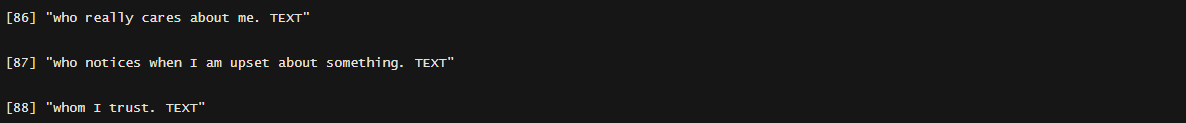 [86] "who really cares about me. TEXT"
[87] "who notices when I am upset about something. TEXT"
[88] "whom I trust. TEXT"